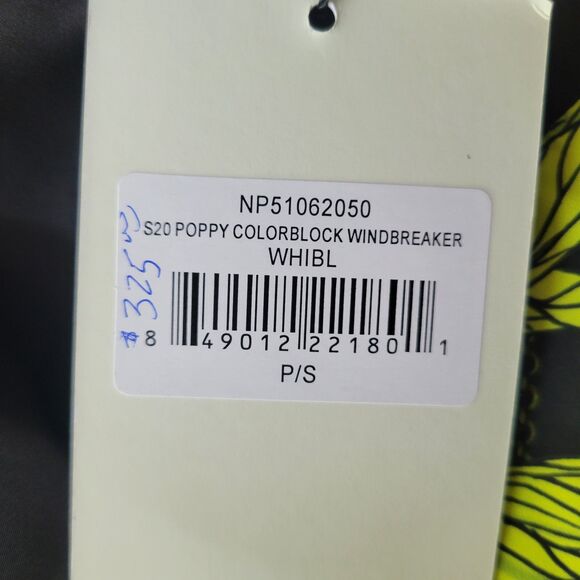 NP51062050
S20 POPPY COLORBLOCK WINDBREAKER
WHIBL
8 49012 22180 1
P/S
$325